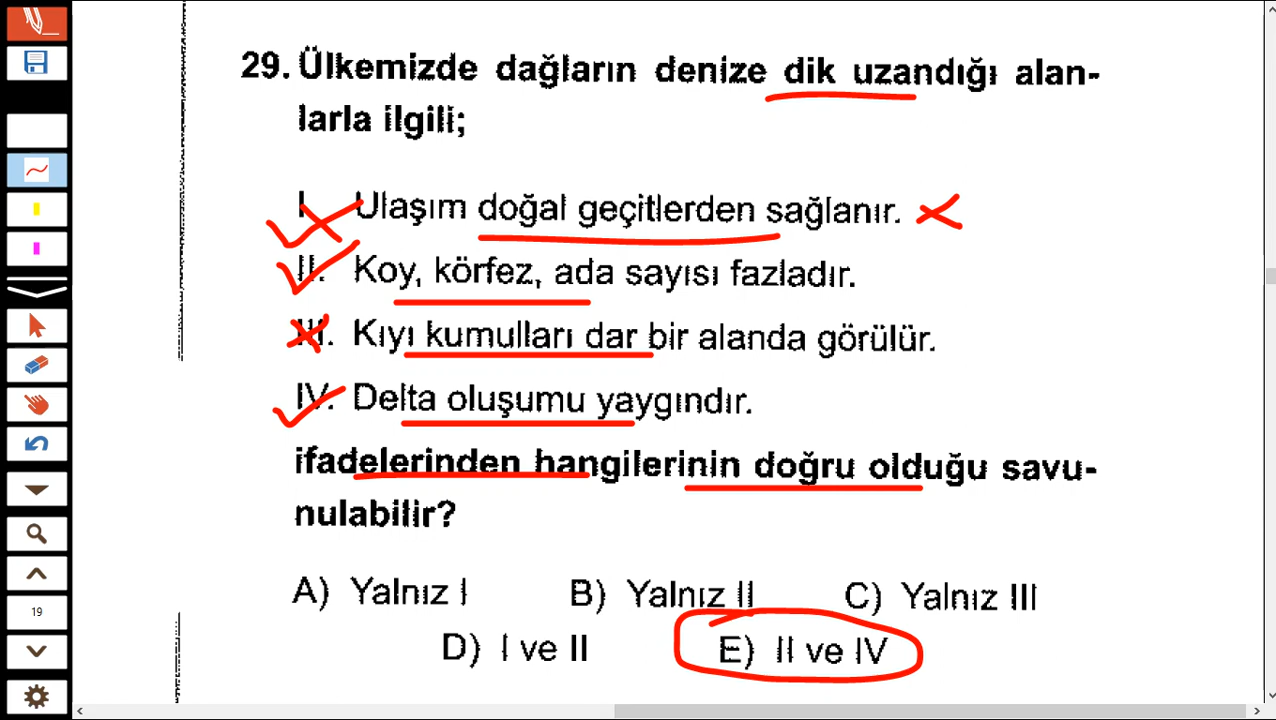 29. Ülkemizde dağların denize dik uzandığı alan-
larla ilgili;
I. Ulaşım doğal geçitlerden sağlanır.
II. Koy, körfez, ada sayısı fazladır.
III. Kıyı kumulları dar bir alanda görülür.
IV. Delta oluşumu yaygındır.
ifadelerinden hangilerinin doğru olduğu savu-
nulabilir?
A) Yalnız I B) Yalnız II C) Yalnız III
D) I ve II E) II ve IV
19